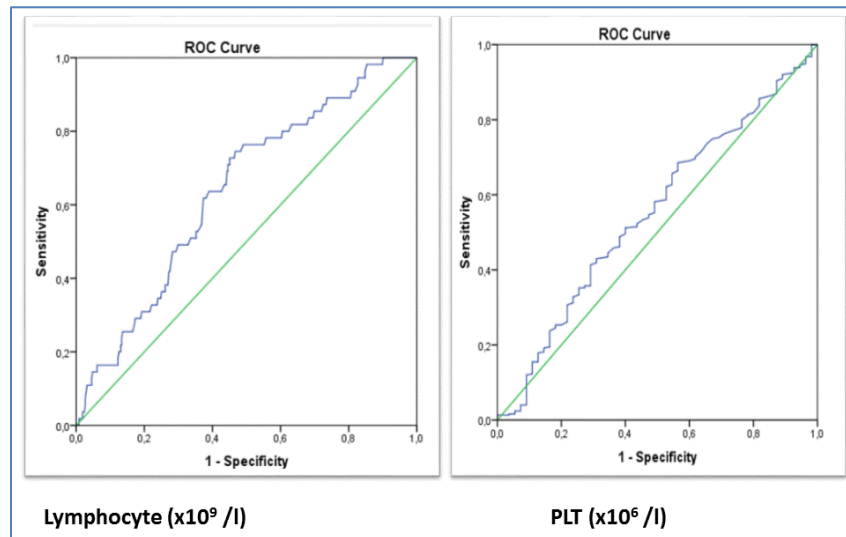 ROC Curve
1,0
0,8
0,6
0,4
0,2
0,0
Sensitivity
0,0 0,2 0,4 0,6 0,8 1,0
1 - Specificity
Lymphocyte (x10⁹ /l)
ROC Curve
1,0
0,8
0,6
0,4
0,2
0,0
Sensitivity
0,0 0,2 0,4 0,6 0,8 1,0
1 - Specificity
PLT (x10⁶ /l)